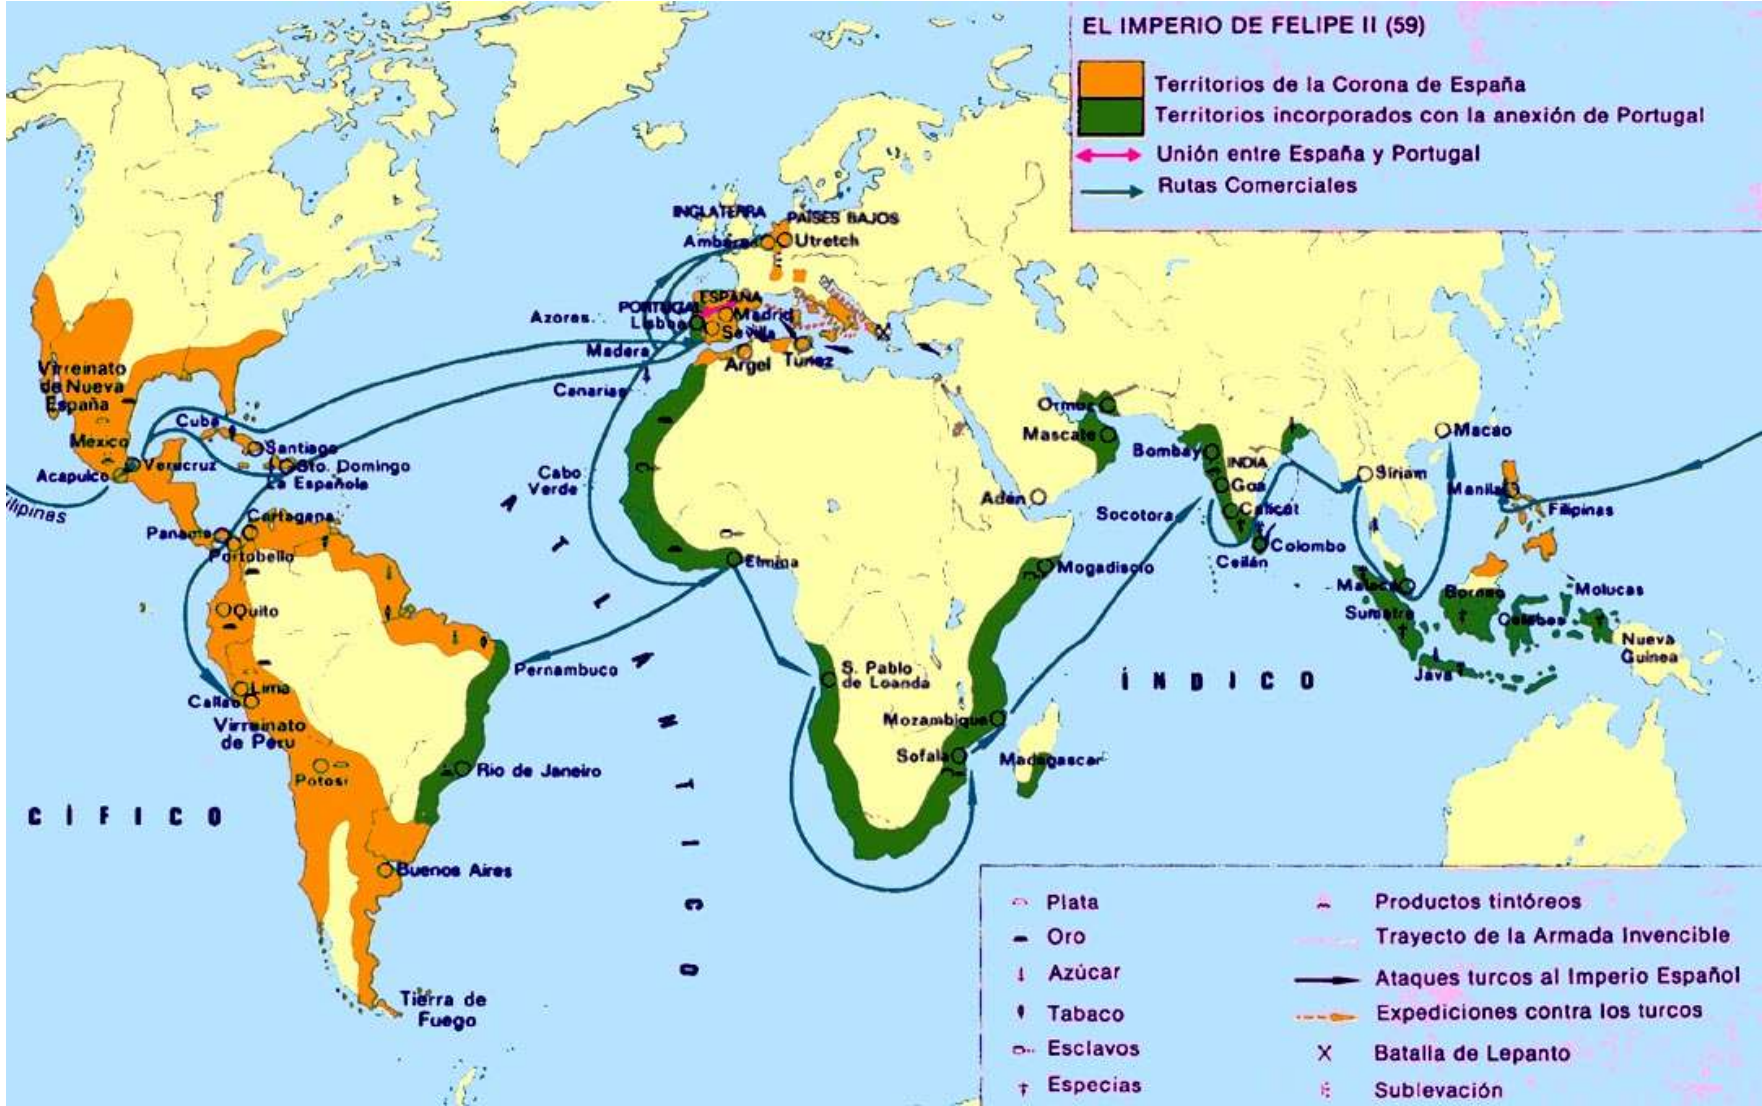 EL IMPERIO DE FELIPE II (59)
Territorios de la Corona de España
Territorios incorporados con la anexión de Portugal
Unión entre España y Portugal
Rutas Comerciales
INGLATERRA
PAISES BAJOS
Utretch
ESPAÑA
PORTUGAL
Azores
Lisboa
Madrid
Sevilla
Madera
Argel
Túnez
Canarias
Virreinato
de Nueva
España
Cuba
Mexico
Santiago
Acapulco
Veracruz
Sto. Domingo
La Española
Cabo
Verde
Ormuz
Mascate
Bombay
INDIA
Macao
Goa
Siriam
Manila
Adén
Calicut
Filipinas
ilipinas
Socotora
Cartagena
Panama
Portobello
Colombo
Ceilán
Elmina
Mogadiscio
Malaca
Borneo
Molucas
Quito
Sumatra
Celebes
Nueva
Guinea
Pernambuco
S. Pablo
de Loanda
Java
Lima
Callao
Virreinato
de Peru
Mozambique
Sofala
Madagascar
Potosi
Rio de Janeiro
ATLANTICO
ÍNDICO
CÍFICO
Buenos Aires
Tierra de
Fuego
Plata
Oro
Azúcar
Tabaco
Esclavos
Especias
Productos tintóreos
Trayecto de la Armada Invencible
Ataques turcos al Imperio Español
Expediciones contra los turcos
Batalla de Lepanto
Sublevación